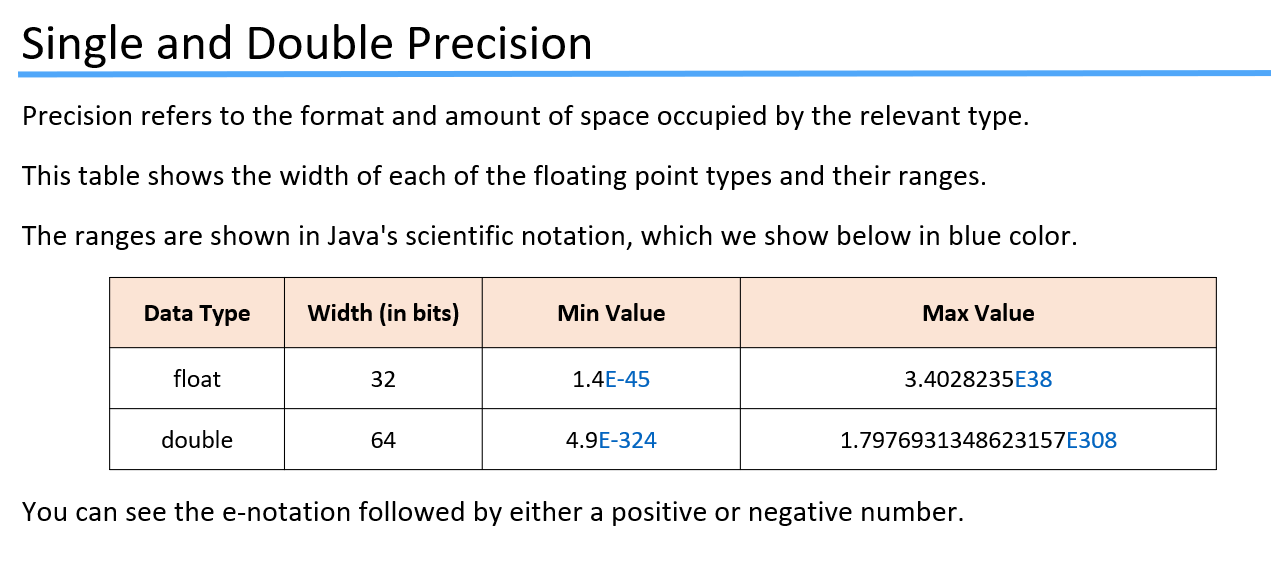 Single and Double Precision
Precision refers to the format and amount of space occupied by the relevant type.
This table shows the width of each of the floating point types and their ranges.
The ranges are shown in Java's scientific notation, which we show below in blue color.
Data Type Width (in bits) Min Value Max Value
float 32 1.4E-45 3.4028235E38
double 64 4.9E-324 1.7976931348623157E308
You can see the e-notation followed by either a positive or negative number.